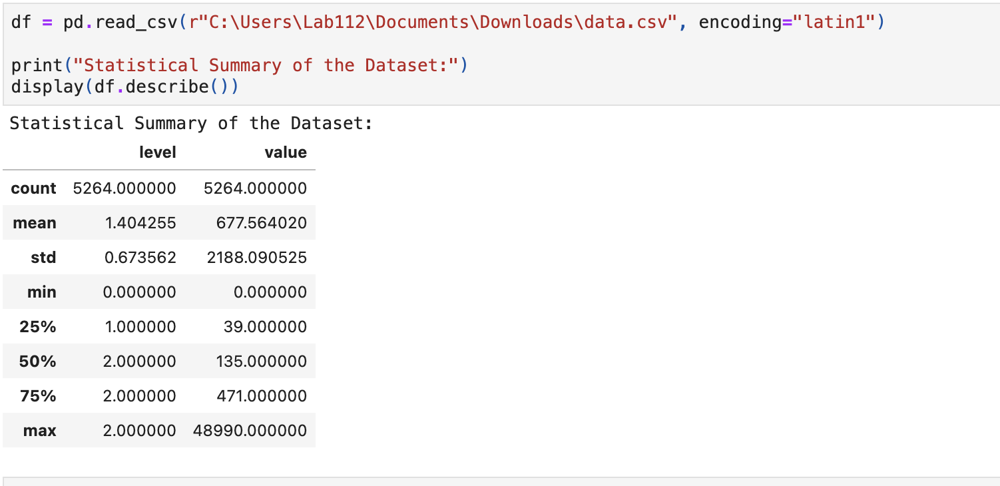 df = pd.read_csv(r"C:\Users\Lab112\Documents\Downloads\data.csv", encoding="latin1")
print("Statistical Summary of the Dataset:")
display(df.describe())
Statistical Summary of the Dataset:
level value
count 5264.000000 5264.000000
mean 1.404255 677.564020
std 0.673562 2188.090525
min 0.000000 0.000000
25% 1.000000 39.000000
50% 2.000000 135.000000
75% 2.000000 471.000000
max 2.000000 48990.000000